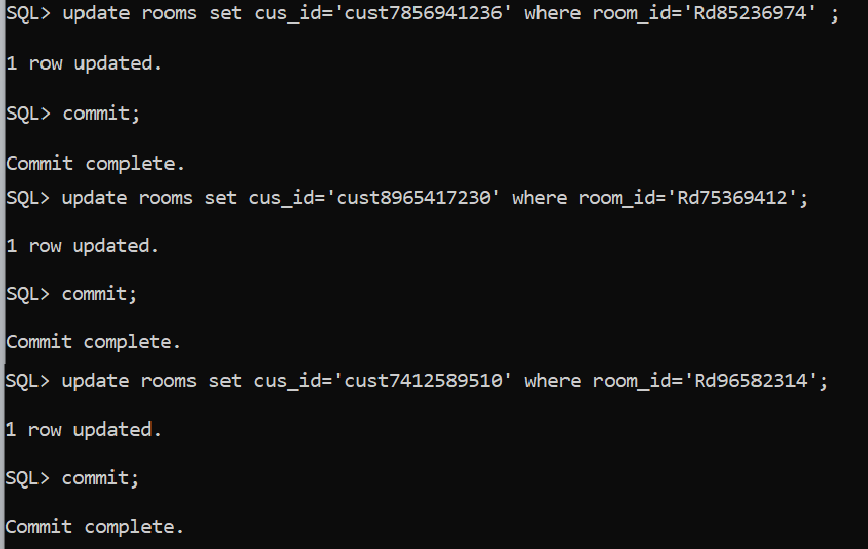 SQL> update rooms set cus_id='cust7856941236' where room_id='Rd85236974' ;
1 row updated.
SQL> commit;
Commit complete.
SQL> update rooms set cus_id='cust8965417230' where room_id='Rd75369412';
1 row updated.
SQL> commit;
Commit complete.
SQL> update rooms set cus_id='cust7412589510' where room_id='Rd96582314';
1 row updated.
SQL> commit;
Commit complete.